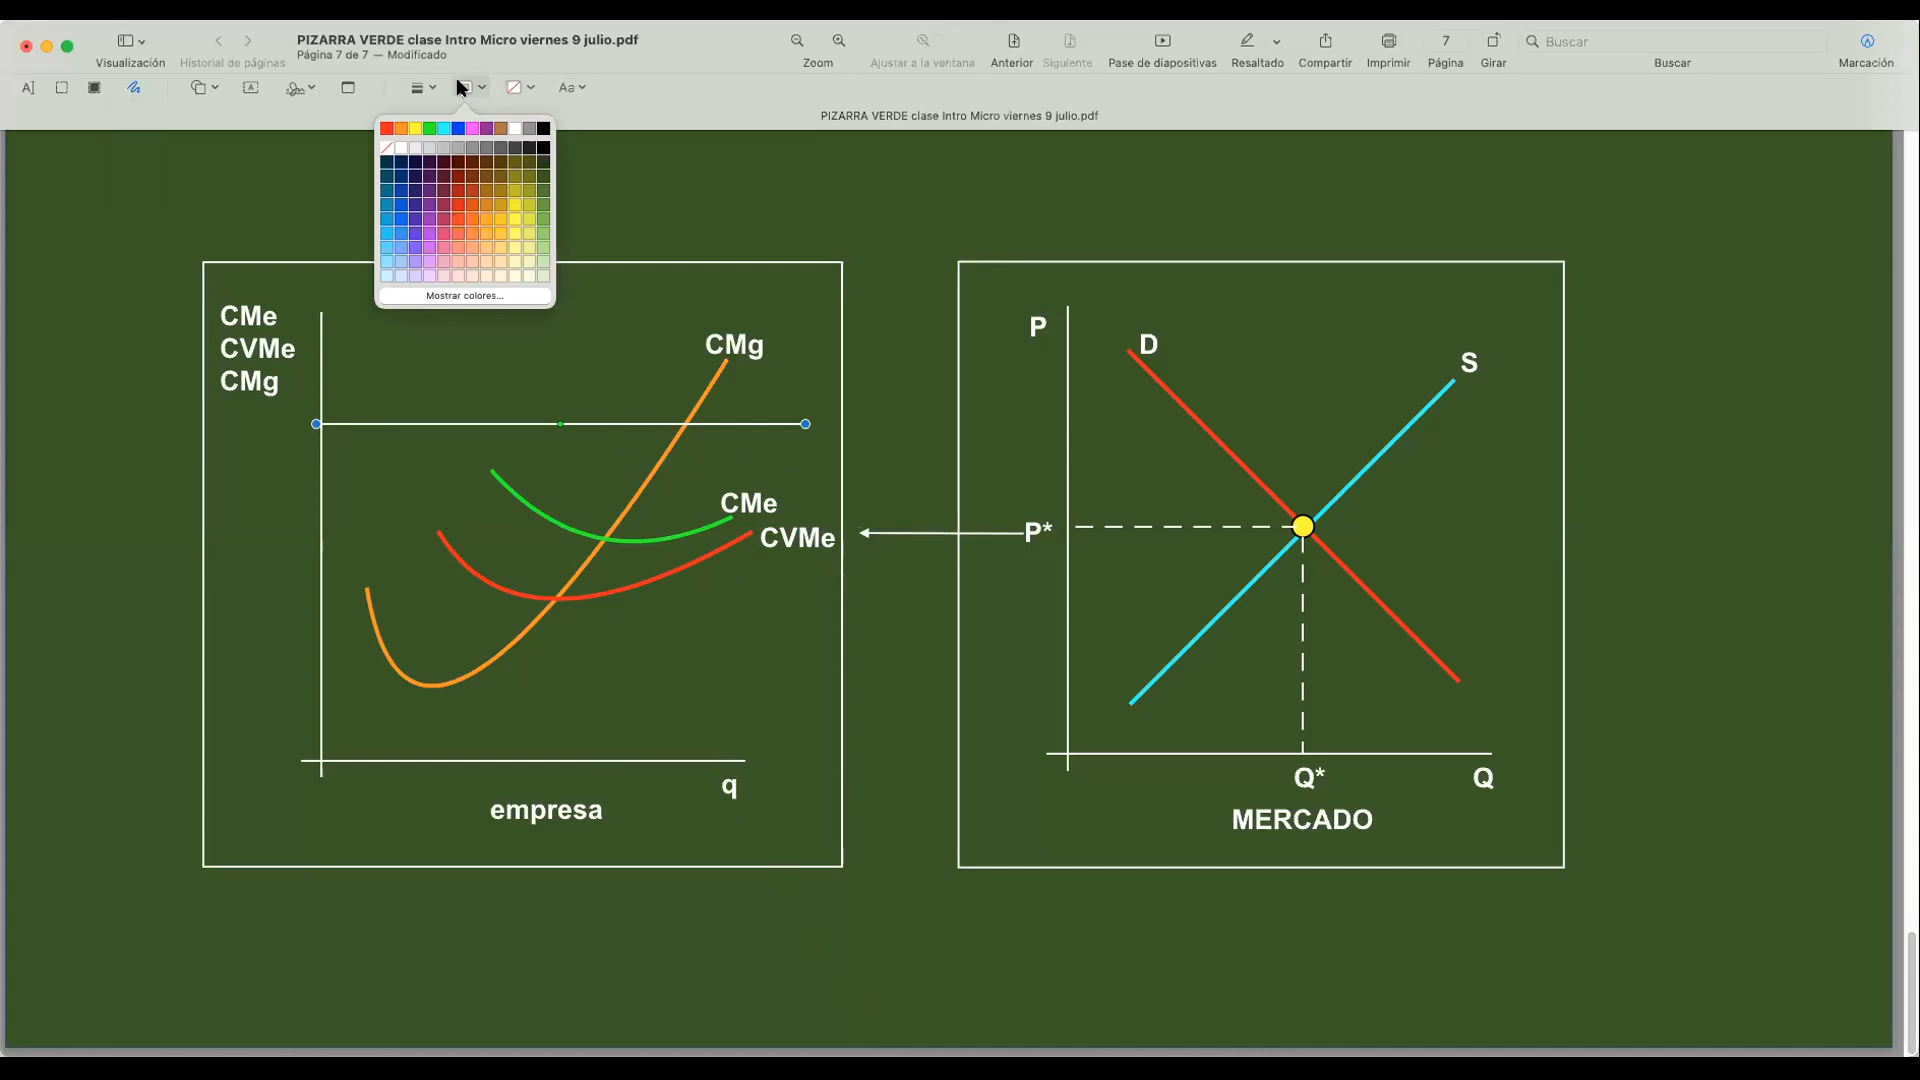 PIZARRA VERDE clase Intro Micro viernes 9 julio.pdf
Página 7 de 7 — Modificado
Visualización
Historial de páginas
Zoom
Ajustar a la ventana
Anterior
Siguiente
Pase de diapositivas
Resaltado
Compartir
Imprimir
7
Página
Girar
Buscar
Buscar
Marcación
A
Aa
PIZARRA VERDE clase Intro Micro viernes 9 julio.pdf
Mostrar colores...
CMe
CVMe
CMg
CMg
CMe
CVMe
q
empresa
P
D
S
P*
Q*
Q
MERCADO